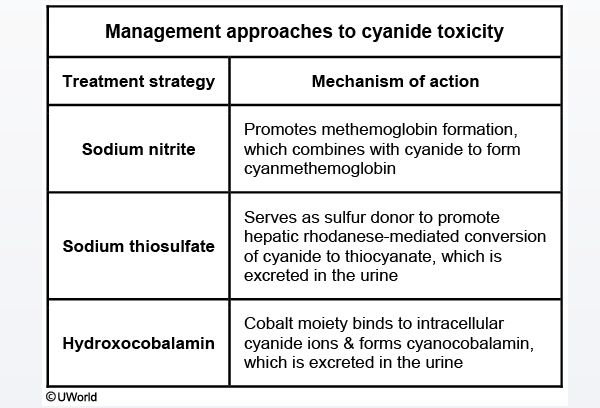 Management approaches to cyanide toxicity
Treatment strategy
Mechanism of action
Sodium nitrite
Promotes methemoglobin formation,
which combines with cyanide to form
cyanmethemoglobin
Sodium thiosulfate
Serves as sulfur donor to promote
hepatic rhodanese-mediated conversion
of cyanide to thiocyanate, which is
excreted in the urine
Hydroxocobalamin
Cobalt moiety binds to intracellular
cyanide ions & forms cyanocobalamin,
which is excreted in the urine
© UWorld